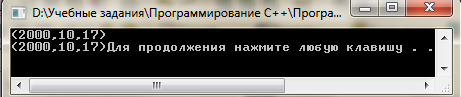 D:\Учебные задания\Программирование C++\Програ...
(2000,10,17)
(2000,10,17)Для продолжения нажмите любую клавишу . .